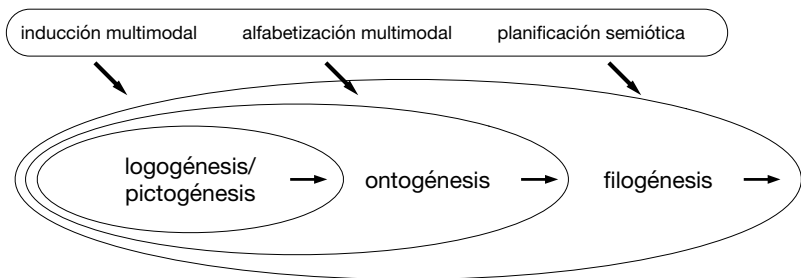 inducción multimodal alfabetización multimodal planificación semiótica
logogénesis/
pictogénesis
ontogénesis
filogénesis